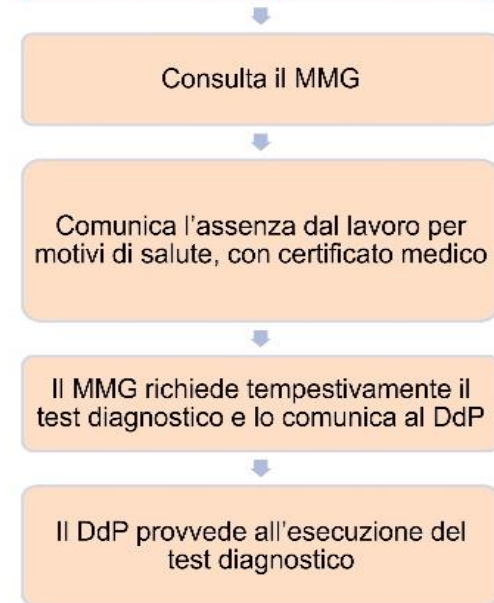 Consulta il MMG
Comunica l'assenza dal lavoro per
motivi di salute, con certificato medico
Il MMG richiede tempestivamente il
test diagnostico e lo comunica al DdP
Il DdP provvede all'esecuzione del
test diagnostico